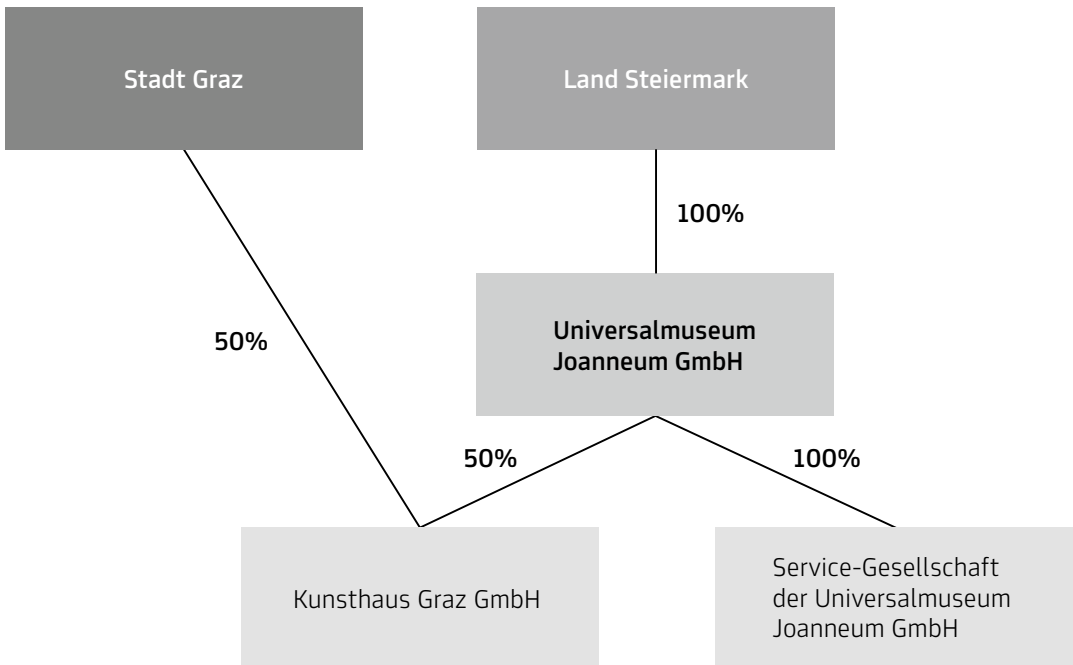 Stadt Graz
Land Steiermark
100%
Universalmuseum
Joanneum GmbH
50%
50%
100%
Kunsthaus Graz GmbH
Service-Gesellschaft
der Universalmuseum
Joanneum GmbH